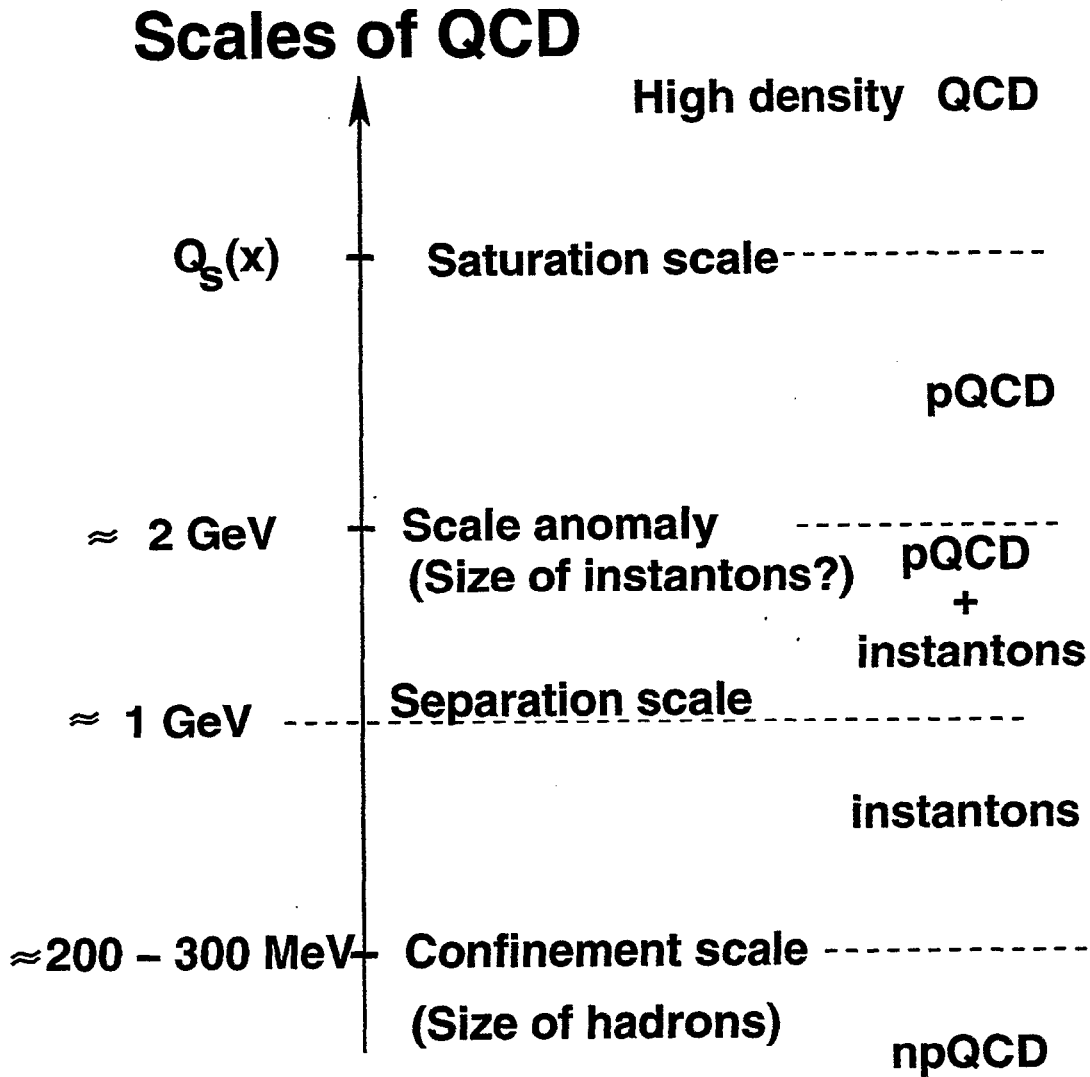 Scales of QCD
High density QCD
Qs(x) Saturation scale
pQCD
≈ 2 GeV Scale anomaly
(Size of instantons?)
pQCD
+
instantons
≈ 1 GeV Separation scale
instantons
≈200 – 300 MeV Confinement scale
(Size of hadrons)
npQCD